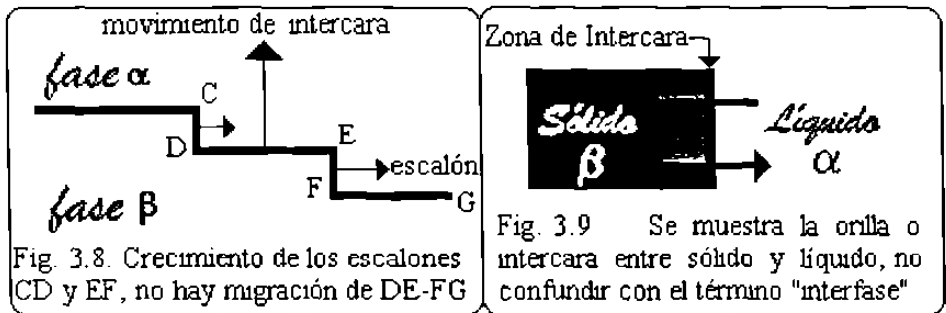 movimiento de intercara
fase α
C
D
E
escalón
F
G
fase β
Fig. 3.8. Crecimiento de los escalones
CD y EF, no hay migración de DE-FG
Zona de Intercara
Sólido
β
Líquido
α
Fig. 3.9 Se muestra la orilla o
intercara entre sólido y líquido, no
confundir con el término "interfase"